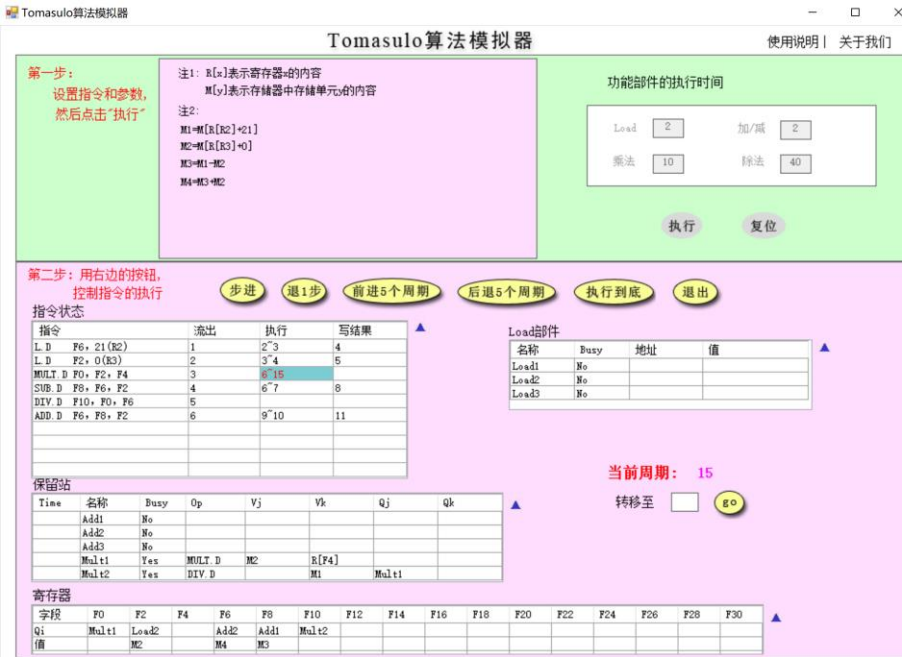 Tomasulo算法模拟器
Tomasulo算法模拟器
使用说明| 关于我们
第一步：
设置指令和参数，
然后点击"执行"
注1: R[x]表示寄存器x的内容
M[y]表示存储器中存储单元y的内容
注2:
M1=M[R[R2]+21]
M2=M[R[R3]+0]
M3=M1-M2
M4=M3+M2
功能部件的执行时间
Load 2 加/减 2
乘法 10 除法 40
执行 复位
第二步：用右边的按钮，
控制指令的执行
步进 退1步 前进5个周期 后退5个周期 执行到底 退出
指令状态
指令 流出 执行 写结果
L.D F6, 21(R2) 1 2~3 4
L.D F2, 0(R3) 2 3~4 5
MULT.D F0, F2, F4 3 6~15
SUB.D F8, F6, F2 4 6~7 8
DIV.D F10, F0, F6 5
ADD.D F6, F8, F2 6 9~10 11
Load部件
名称 Busy 地址 值
Load1 No
Load2 No
Load3 No
当前周期： 15
转移至 go
保留站
Time 名称 Busy Op Vj Vk Qj Qk
Add1 No
Add2 No
Add3 No
Mult1 Yes MULT.D M2 R[F4]
Mult2 Yes DIV.D M1 Mult1
寄存器
字段 F0 F2 F4 F6 F8 F10 F12 F14 F16 F18 F20 F22 F24 F26 F28 F30
Qi Mult1 Load2 Add2 Add1 Mult2
值 M2 M4 M3